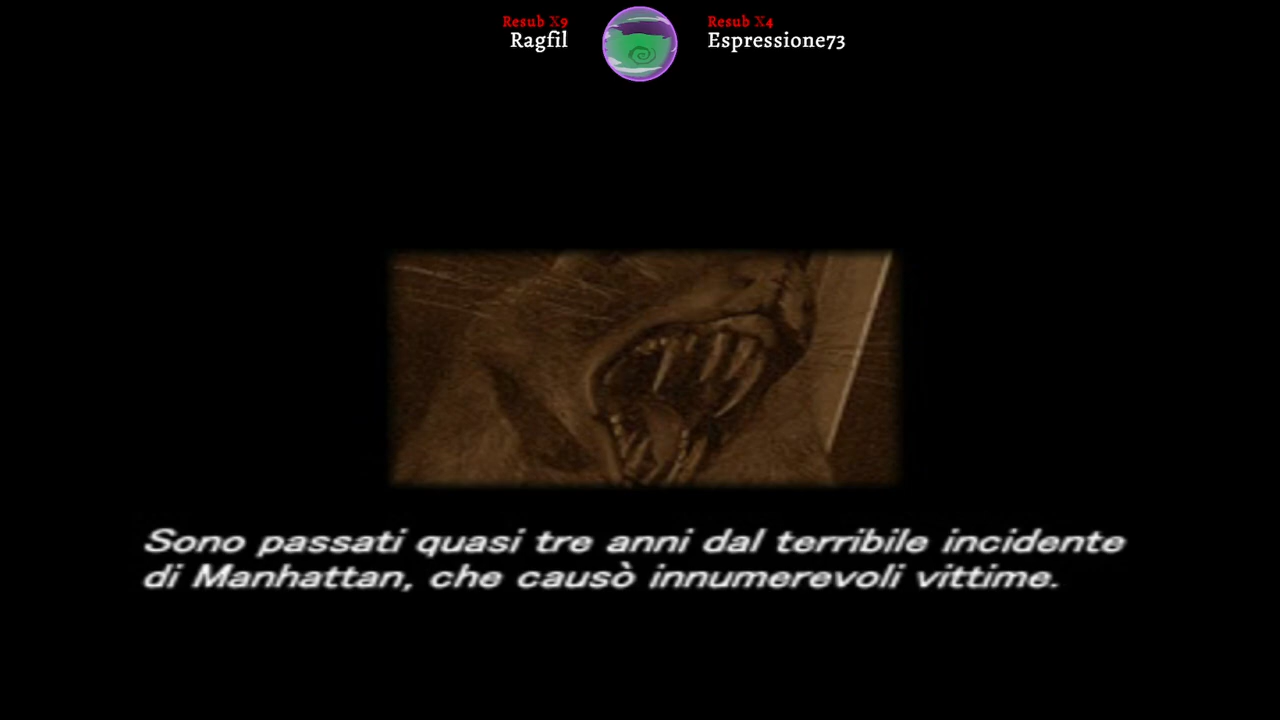 Resub X9
Ragfil
Resub X4
Espressione73
Sono passati quasi tre anni dal terribile incidente
di Manhattan, che causò innumerevoli vittime.